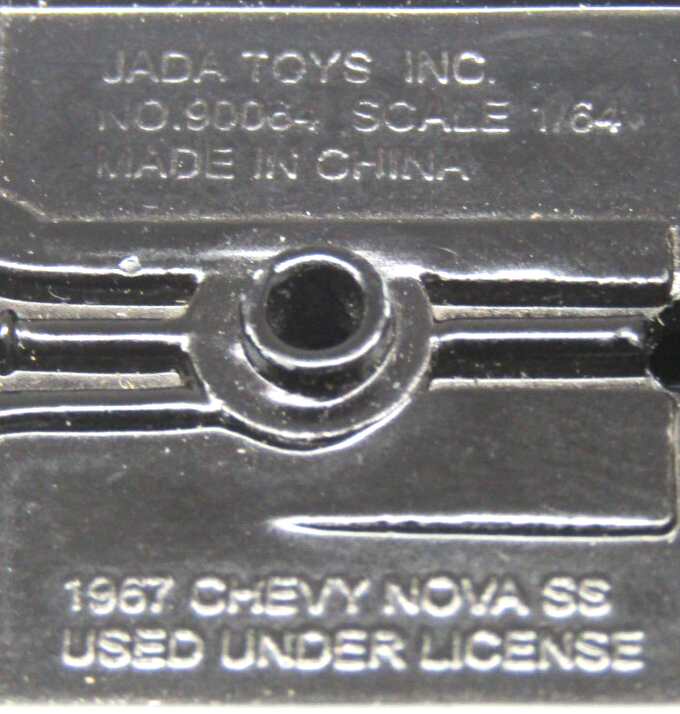 JADA TOYS INC.
NO.90064 SCALE 1/64
MADE IN CHINA
1967 CHEVY NOVA SS
USED UNDER LICENSE